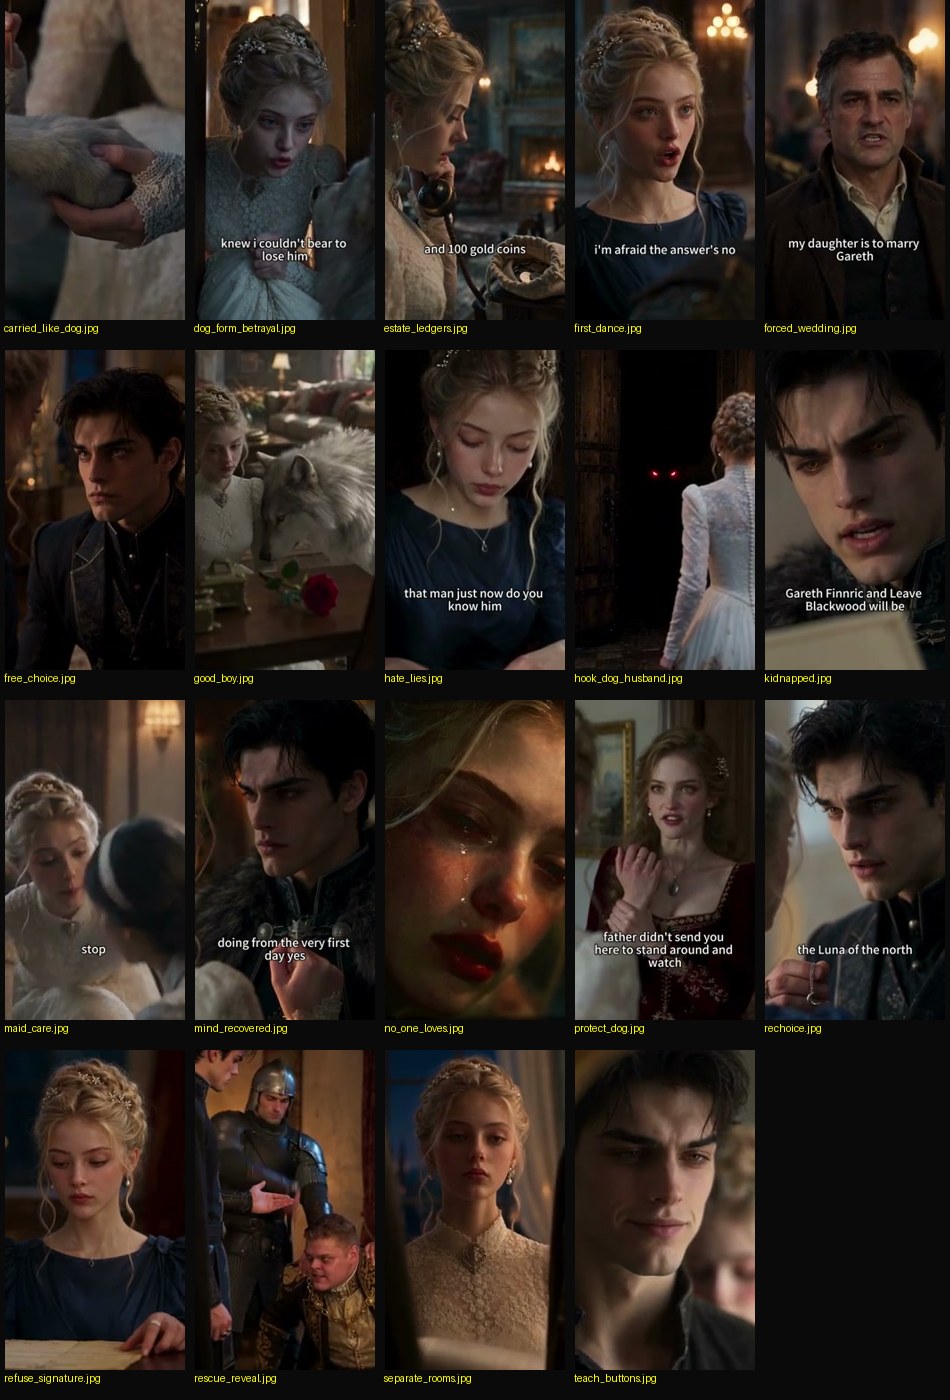 knew i couldn't bear to
lose him
and 100 gold coins
i'm afraid the answer's no
my daughter is to marry
Gareth
carried_like_dog.jpg
dog_form_betrayal.jpg
estate_ledgers.jpg
first_dance.jpg
forced_wedding.jpg
that man just now do you
know him
Gareth Finnric and Leave
Blackwood will be
free_choice.jpg
good_boy.jpg
hate_lies.jpg
hook_dog_husband.jpg
kidnapped.jpg
stop
doing from the very first
day yes
father didn't send you
here to stand around and
watch
the Luna of the north
maid_care.jpg
mind_recovered.jpg
no_one_loves.jpg
protect_dog.jpg
rechoice.jpg
refuse_signature.jpg
rescue_reveal.jpg
separate_rooms.jpg
teach_buttons.jpg